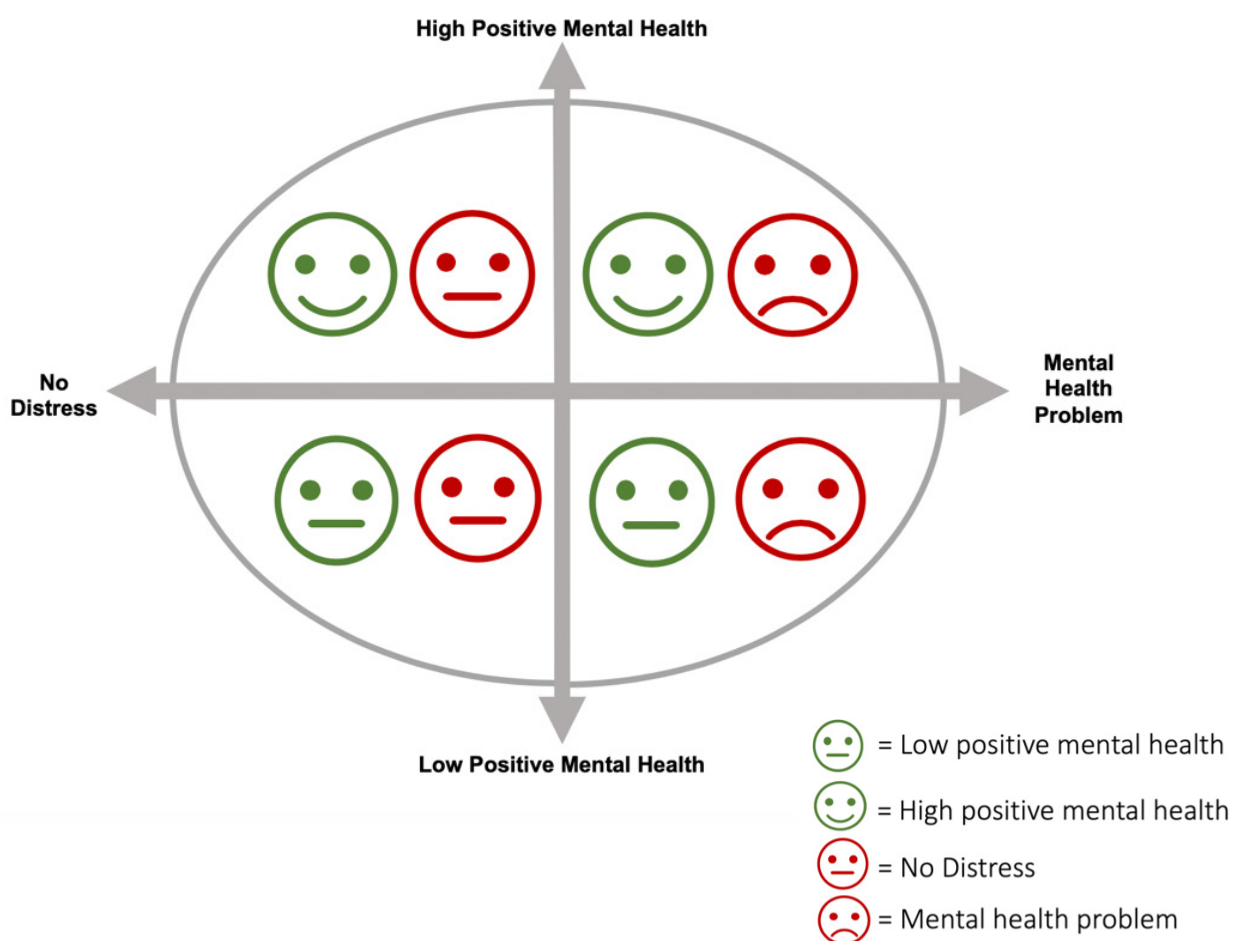 High Positive Mental Health
No
Distress
Mental
Health
Problem
Low Positive Mental Health
= Low positive mental health
= High positive mental health
= No Distress
= Mental health problem